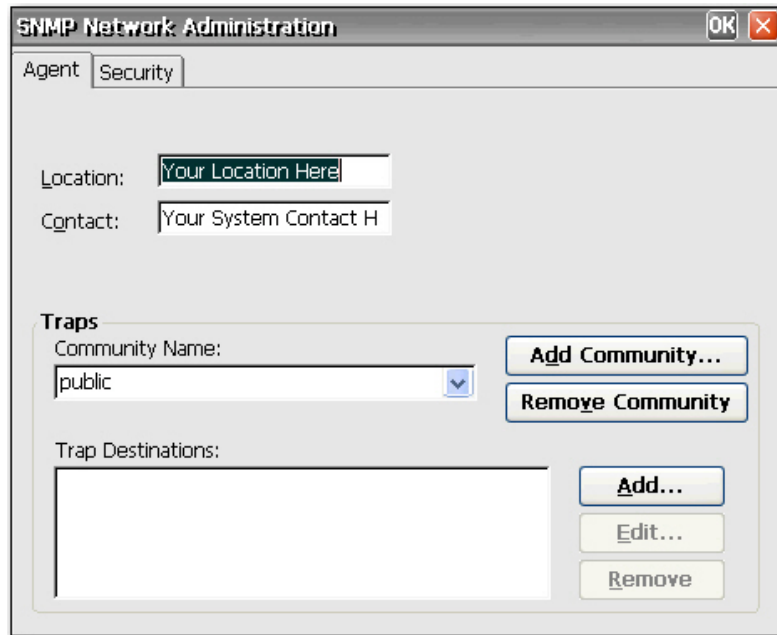 SNMP Network Administration OK
Agent Security
Location: Your Location Here
Contact: Your System Contact H
Traps
Community Name:
public
Add Community...
Remove Community
Trap Destinations:
Add...
Edit...
Remove